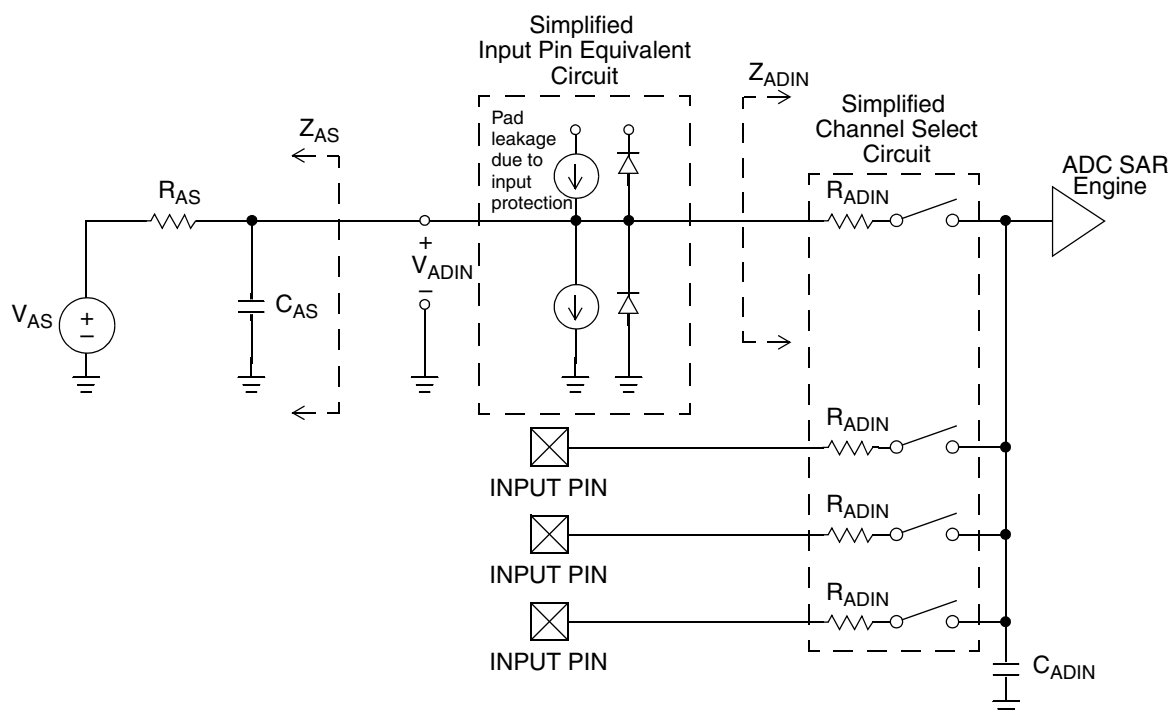 Simplified
Input Pin Equivalent
Circuit
Z_ADIN
Simplified
Channel Select
Circuit
Pad
leakage
due to
input
protection
Z_AS
R_AS
R_ADIN
ADC SAR
Engine
+
V_ADIN
–
V_AS
+
–
C_AS
R_ADIN
INPUT PIN
R_ADIN
INPUT PIN
R_ADIN
INPUT PIN
C_ADIN